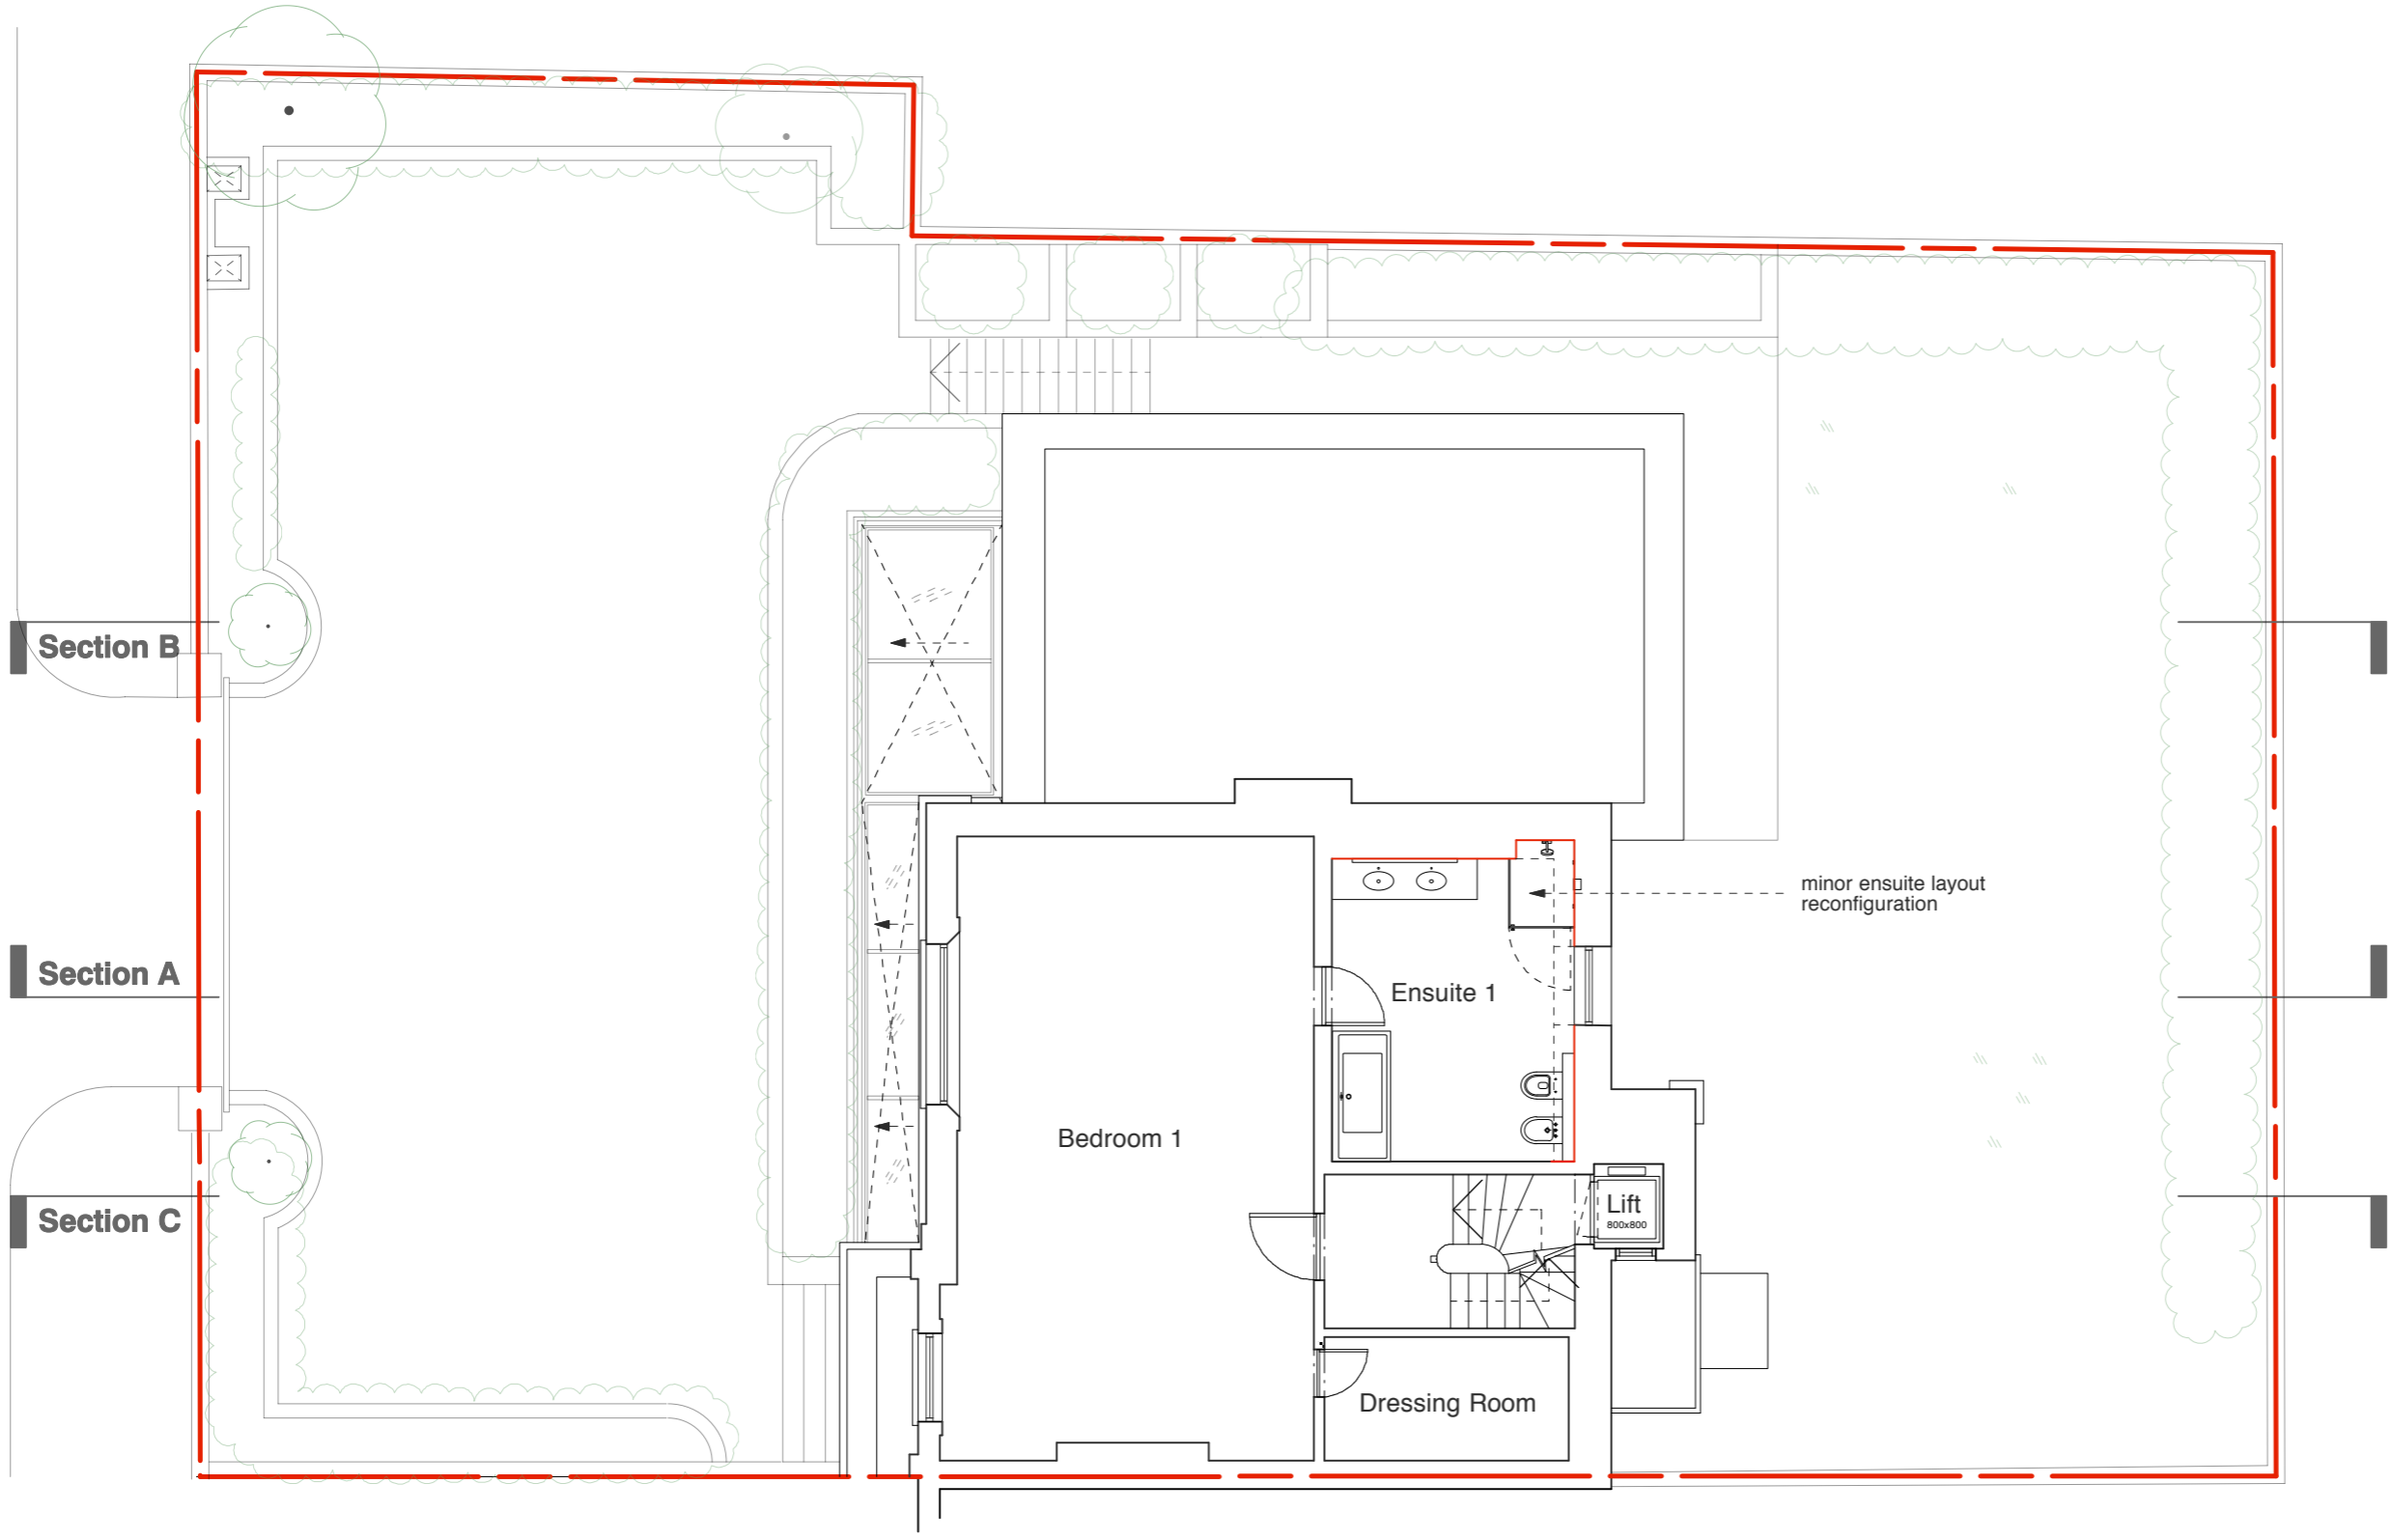 Section B
minor ensuite layout
reconfiguration
Section A
Ensuite 1
Bedroom 1
Section C
Lift
800x800
Dressing Room